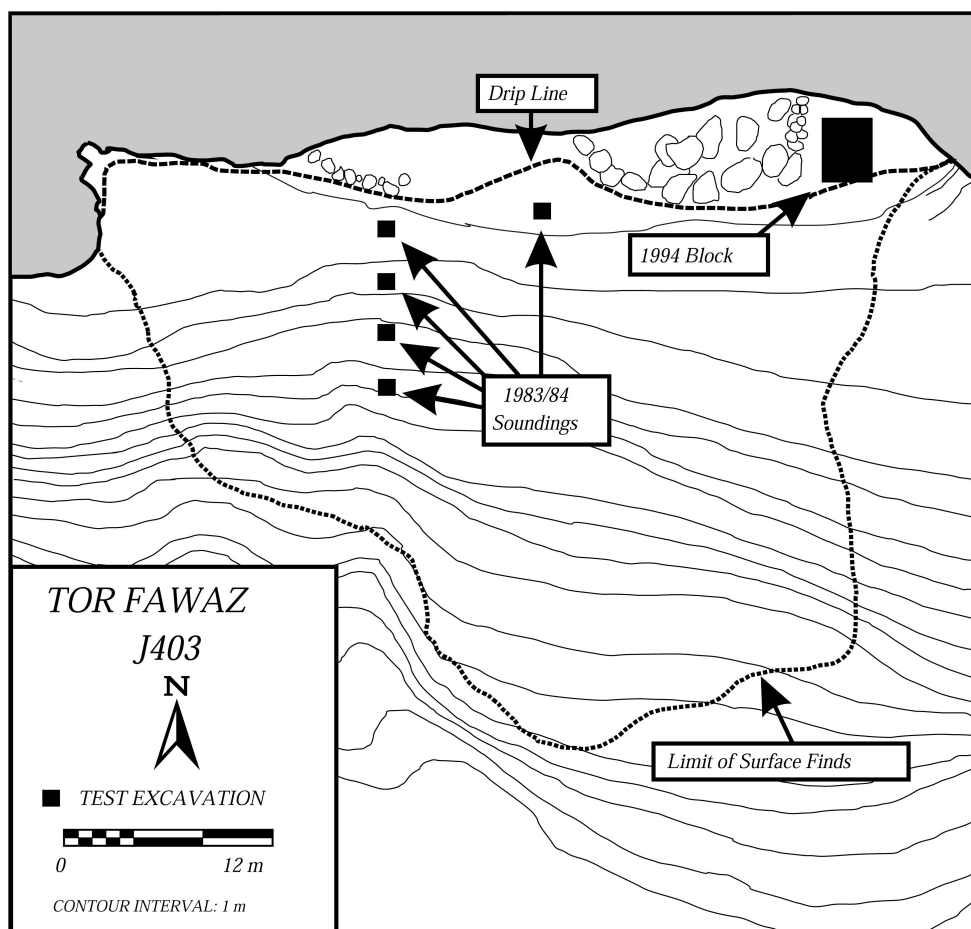 Drip Line
1994 Block
1983/84
Soundings
Limit of Surface Finds
TOR FAWAZ
J403
N
TEST EXCAVATION
0 12 m
CONTOUR INTERVAL: 1 m